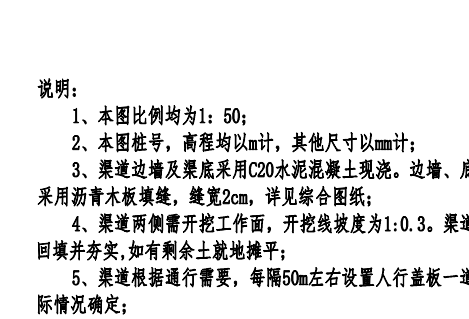 说明：
1、本图比例均为1：50；
2、本图桩号，高程均以m计，其他尺寸以mm计；
3、渠道边墙及渠底采用C20水泥混凝土现浇。边墙、底
采用沥青木板填缝，缝宽2cm，详见综合图纸；
4、渠道两侧需开挖工作面，开挖线坡度为1:0.3。渠道
回填并夯实,如有剩余土就地摊平；
5、渠道根据通行需要，每隔50m左右设置人行盖板一道
际情况确定；